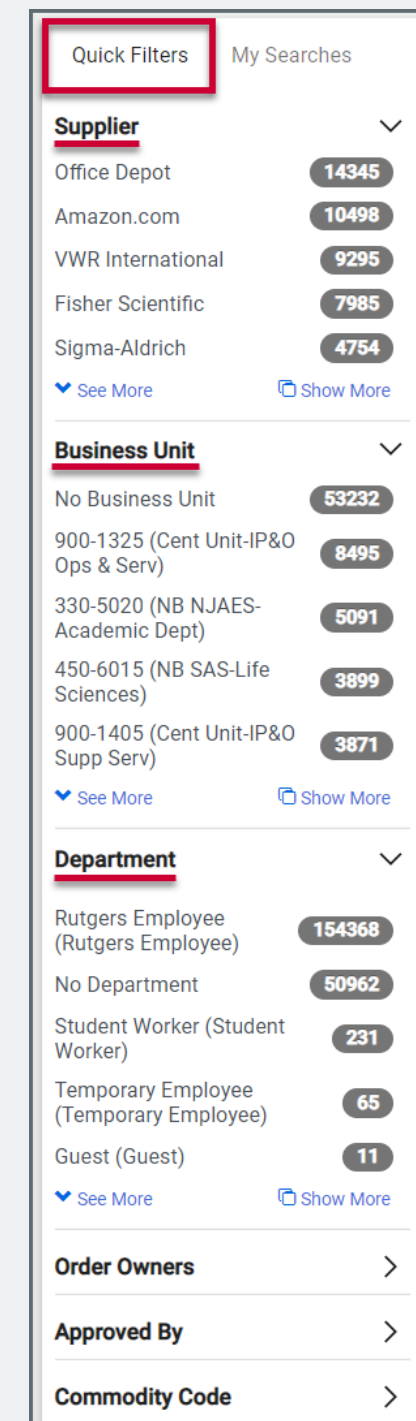 Quick Filters My Searches
Supplier
Office Depot 14345
Amazon.com 10498
VWR International 9295
Fisher Scientific 7985
Sigma-Aldrich 4754
See More Show More
Business Unit
No Business Unit 53232
900-1325 (Cent Unit-IP&O
Ops & Serv) 8495
330-5020 (NB NJAES-
Academic Dept) 5091
450-6015 (NB SAS-Life
Sciences) 3899
900-1405 (Cent Unit-IP&O
Supp Serv) 3871
See More Show More
Department
Rutgers Employee
(Rutgers Employee) 154368
No Department 50962
Student Worker (Student
Worker) 231
Temporary Employee
(Temporary Employee) 65
Guest (Guest) 11
See More Show More
Order Owners
Approved By
Commodity Code